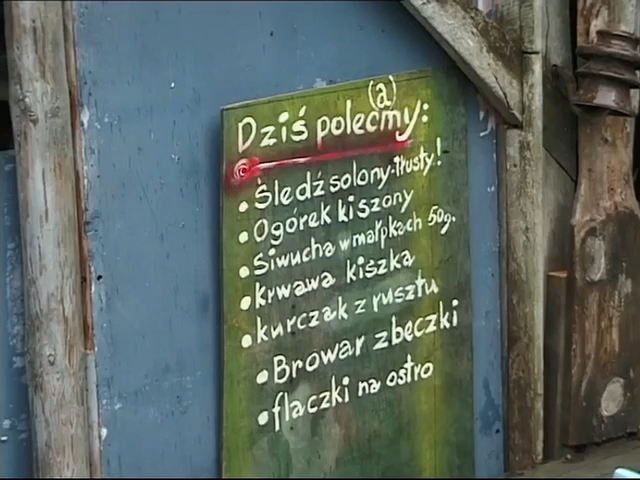 Dziś polecmy:
(a)
• Śledź solony-tłusty!
• Ogórek kiszony
• Siwucha w małpkach 50g.
• krwawa kiszka
• kurczak z rusztu
• Browar z beczki
• flaczki na ostro